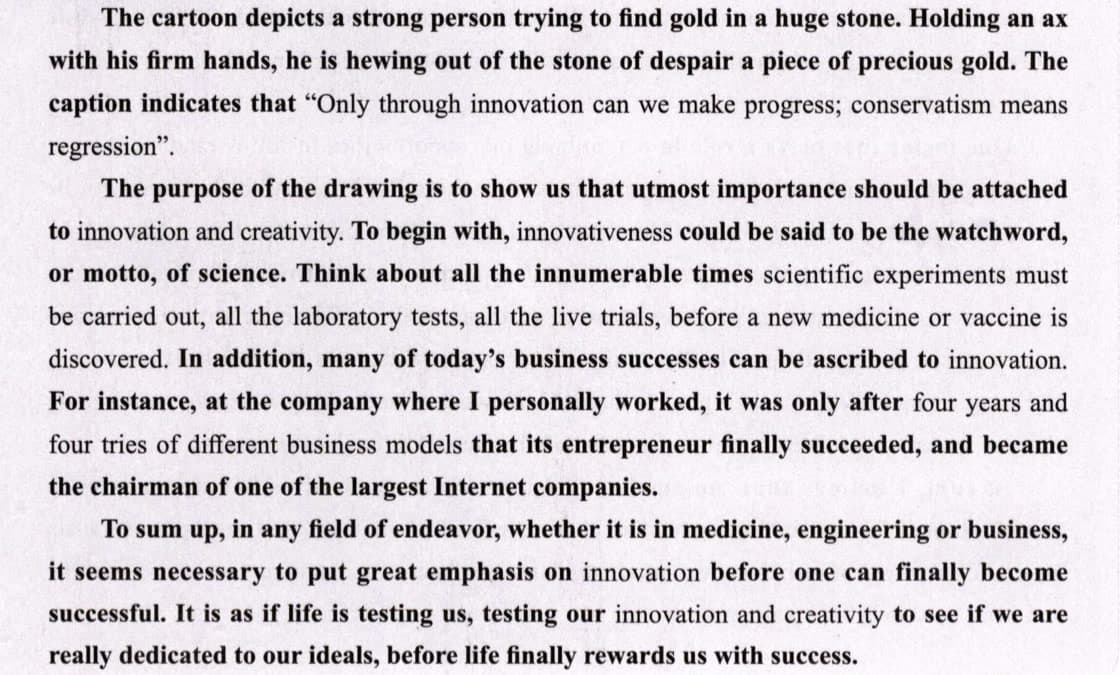 The cartoon depicts a strong person trying to find gold in a huge stone. Holding an ax
with his firm hands, he is hewing out of the stone of despair a piece of precious gold. The
caption indicates that “Only through innovation can we make progress; conservatism means
regression”.
The purpose of the drawing is to show us that utmost importance should be attached
to innovation and creativity. To begin with, innovativeness could be said to be the watchword,
or motto, of science. Think about all the innumerable times scientific experiments must
be carried out, all the laboratory tests, all the live trials, before a new medicine or vaccine is
discovered. In addition, many of today’s business successes can be ascribed to innovation.
For instance, at the company where I personally worked, it was only after four years and
four tries of different business models that its entrepreneur finally succeeded, and became
the chairman of one of the largest Internet companies.
To sum up, in any field of endeavor, whether it is in medicine, engineering or business,
it seems necessary to put great emphasis on innovation before one can finally become
successful. It is as if life is testing us, testing our innovation and creativity to see if we are
really dedicated to our ideals, before life finally rewards us with success.